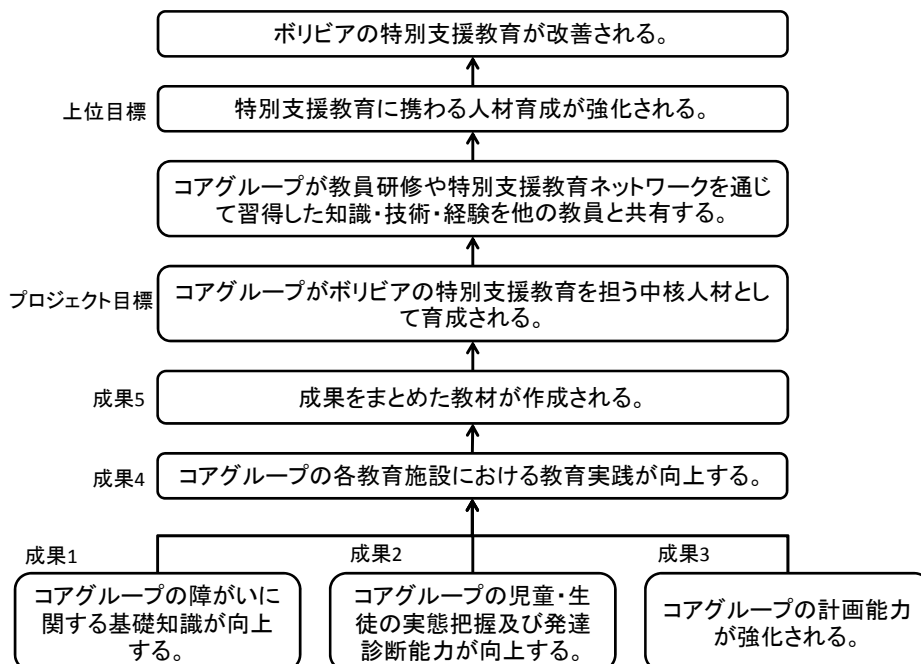 ボリビアの特別支援教育が改善される。
上位目標
特別支援教育に携わる人材育成が強化される。
コアグループが教員研修や特別支援教育ネットワークを通じ
て習得した知識・技術・経験を他の教員と共有する。
プロジェクト目標
コアグループがボリビアの特別支援教育を担う中核人材とし
て育成される。
成果5
成果をまとめた教材が作成される。
成果4
コアグループの各教育施設における教育実践が向上する。
成果1
コアグループの障がいに
関する基礎知識が向上
する。
成果2
コアグループの児童・生
徒の実態把握及び発達
診断能力が向上する。
成果3
コアグループの計画能力
が強化される。